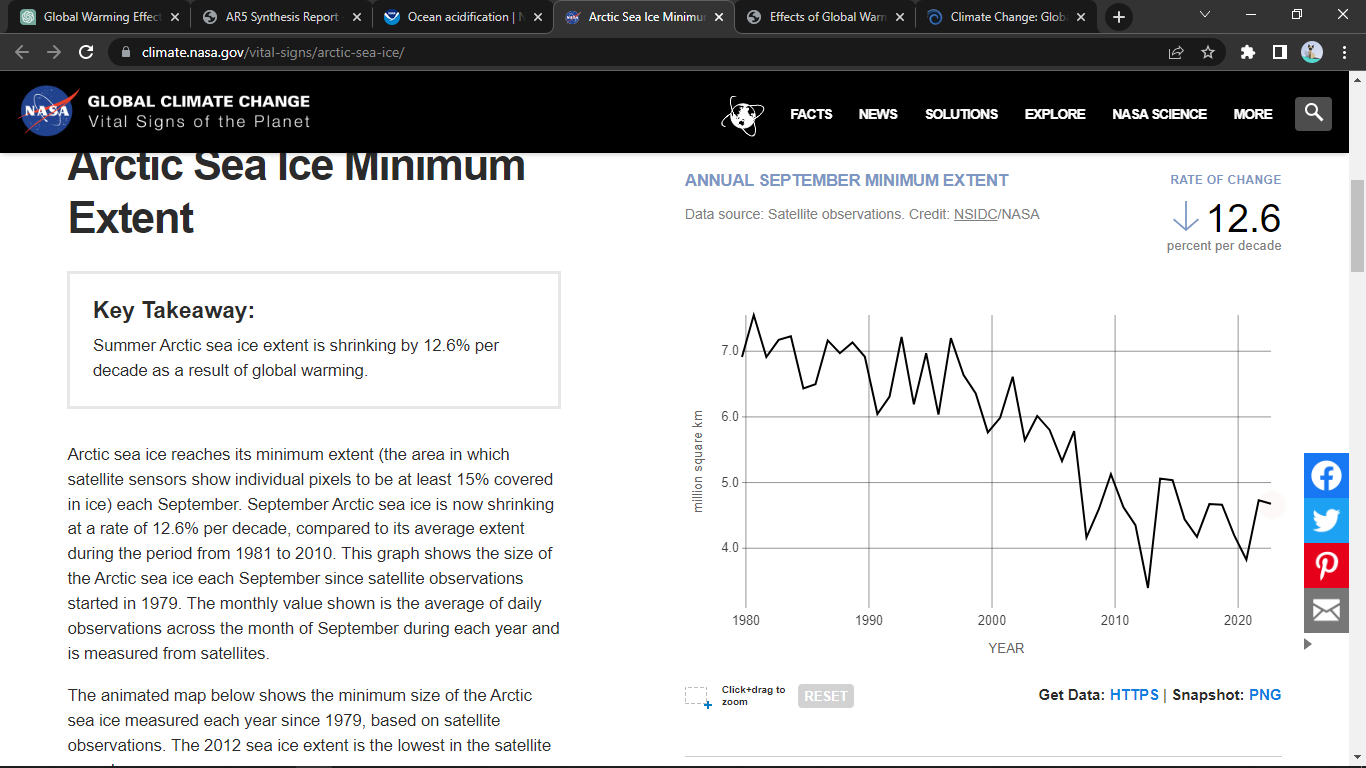 Global Warming Effect
AR5 Synthesis Report
Ocean acidification | N
Arctic Sea Ice Minimu
Effects of Global Warn
Climate Change: Glob
climate.nasa.gov/vital-signs/arctic-sea-ice/
NASA
GLOBAL CLIMATE CHANGE
Vital Signs of the Planet
FACTS NEWS SOLUTIONS EXPLORE NASA SCIENCE MORE
Arctic Sea Ice Minimum
Extent
Key Takeaway:
Summer Arctic sea ice extent is shrinking by 12.6% per
decade as a result of global warming.
Arctic sea ice reaches its minimum extent (the area in which
satellite sensors show individual pixels to be at least 15% covered
in ice) each September. September Arctic sea ice is now shrinking
at a rate of 12.6% per decade, compared to its average extent
during the period from 1981 to 2010. This graph shows the size of
the Arctic sea ice each September since satellite observations
started in 1979. The monthly value shown is the average of daily
observations across the month of September during each year and
is measured from satellites.
The animated map below shows the minimum size of the Arctic
sea ice measured each year since 1979, based on satellite
observations. The 2012 sea ice extent is the lowest in the satellite
ANNUAL SEPTEMBER MINIMUM EXTENT
Data source: Satellite observations. Credit: NSIDC/NASA
RATE OF CHANGE
12.6
percent per decade
7.0
6.0
5.0
4.0
million square km
1980 1990 2000 2010 2020
YEAR
Click+drag to
zoom
RESET
Get Data: HTTPS | Snapshot: PNG